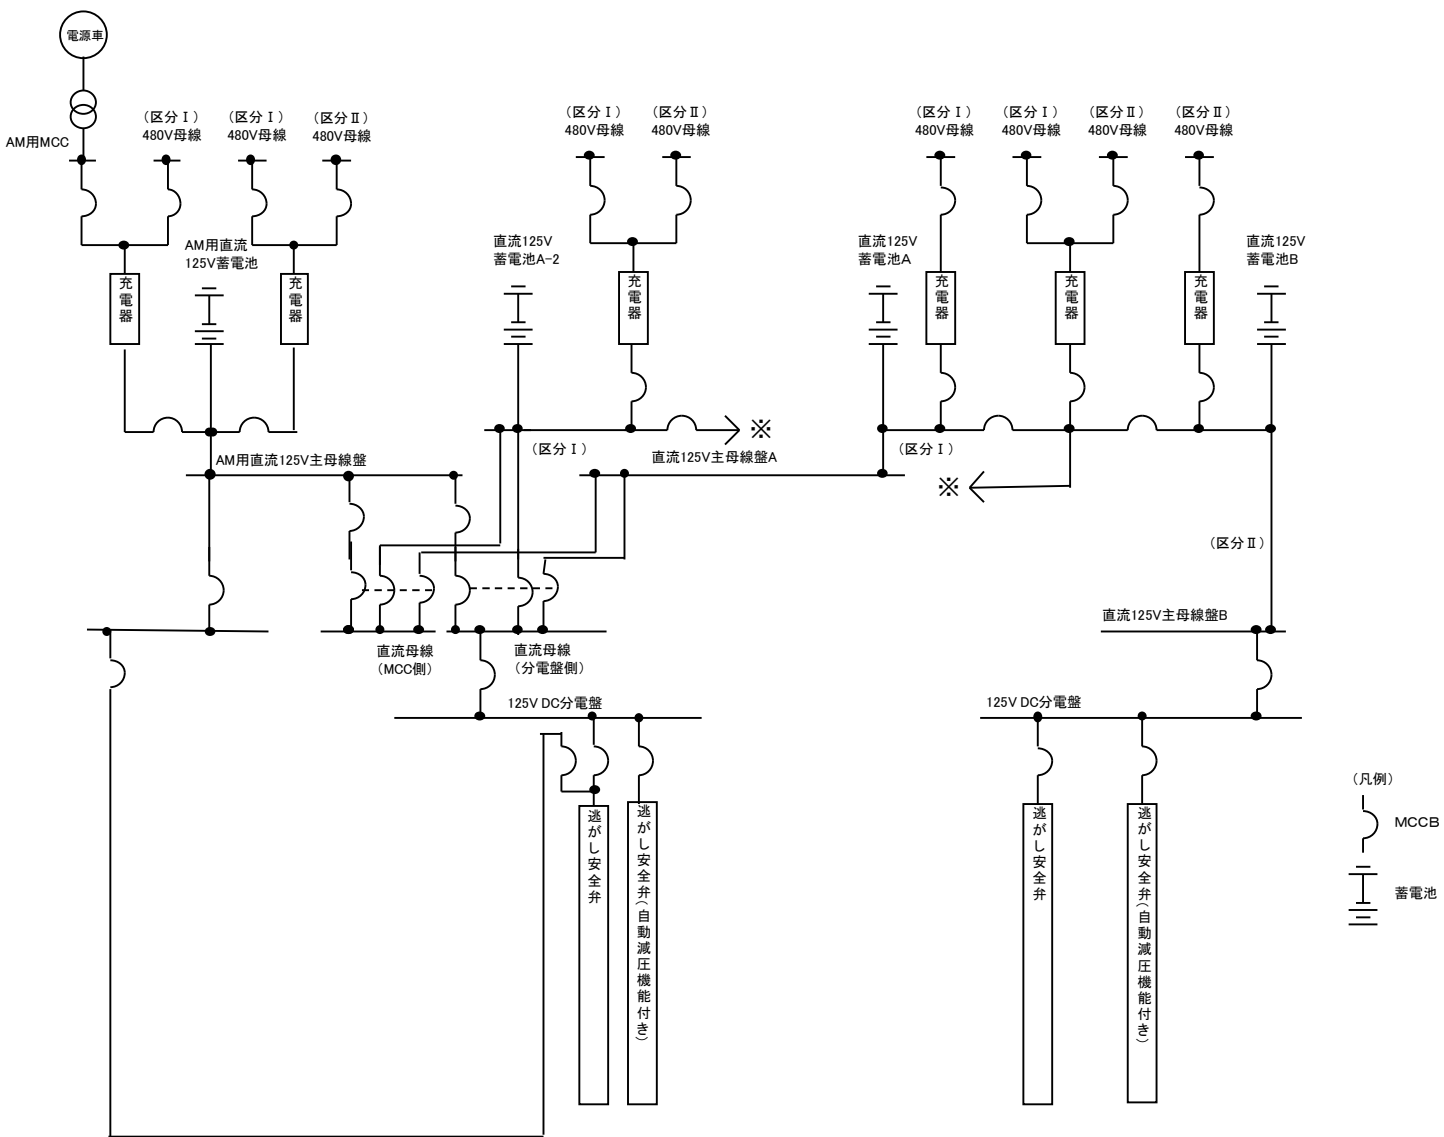 電源車
AM用MCC
(区分Ⅰ)
480V母線
(区分Ⅰ)
480V母線
(区分Ⅱ)
480V母線
(区分Ⅰ)
480V母線
(区分Ⅱ)
480V母線
(区分Ⅰ)
480V母線
(区分Ⅰ)
480V母線
(区分Ⅱ)
480V母線
(区分Ⅱ)
480V母線
充電器
AM用直流
125V蓄電池
充電器
直流125V
蓄電池A-2
充電器
直流125V
蓄電池A
充電器
充電器
充電器
直流125V
蓄電池B
AM用直流125V主母線盤
(区分Ⅰ)
※
直流125V主母線盤A
(区分Ⅰ)
※
(区分Ⅱ)
直流母線
(MCC側)
直流母線
(分電盤側)
直流125V主母線盤B
125V DC分電盤
125V DC分電盤
逃がし安全弁
逃がし安全弁(自動減圧機能付き)
逃がし安全弁
逃がし安全弁(自動減圧機能付き)
(凡例)
MCCB
蓄電池